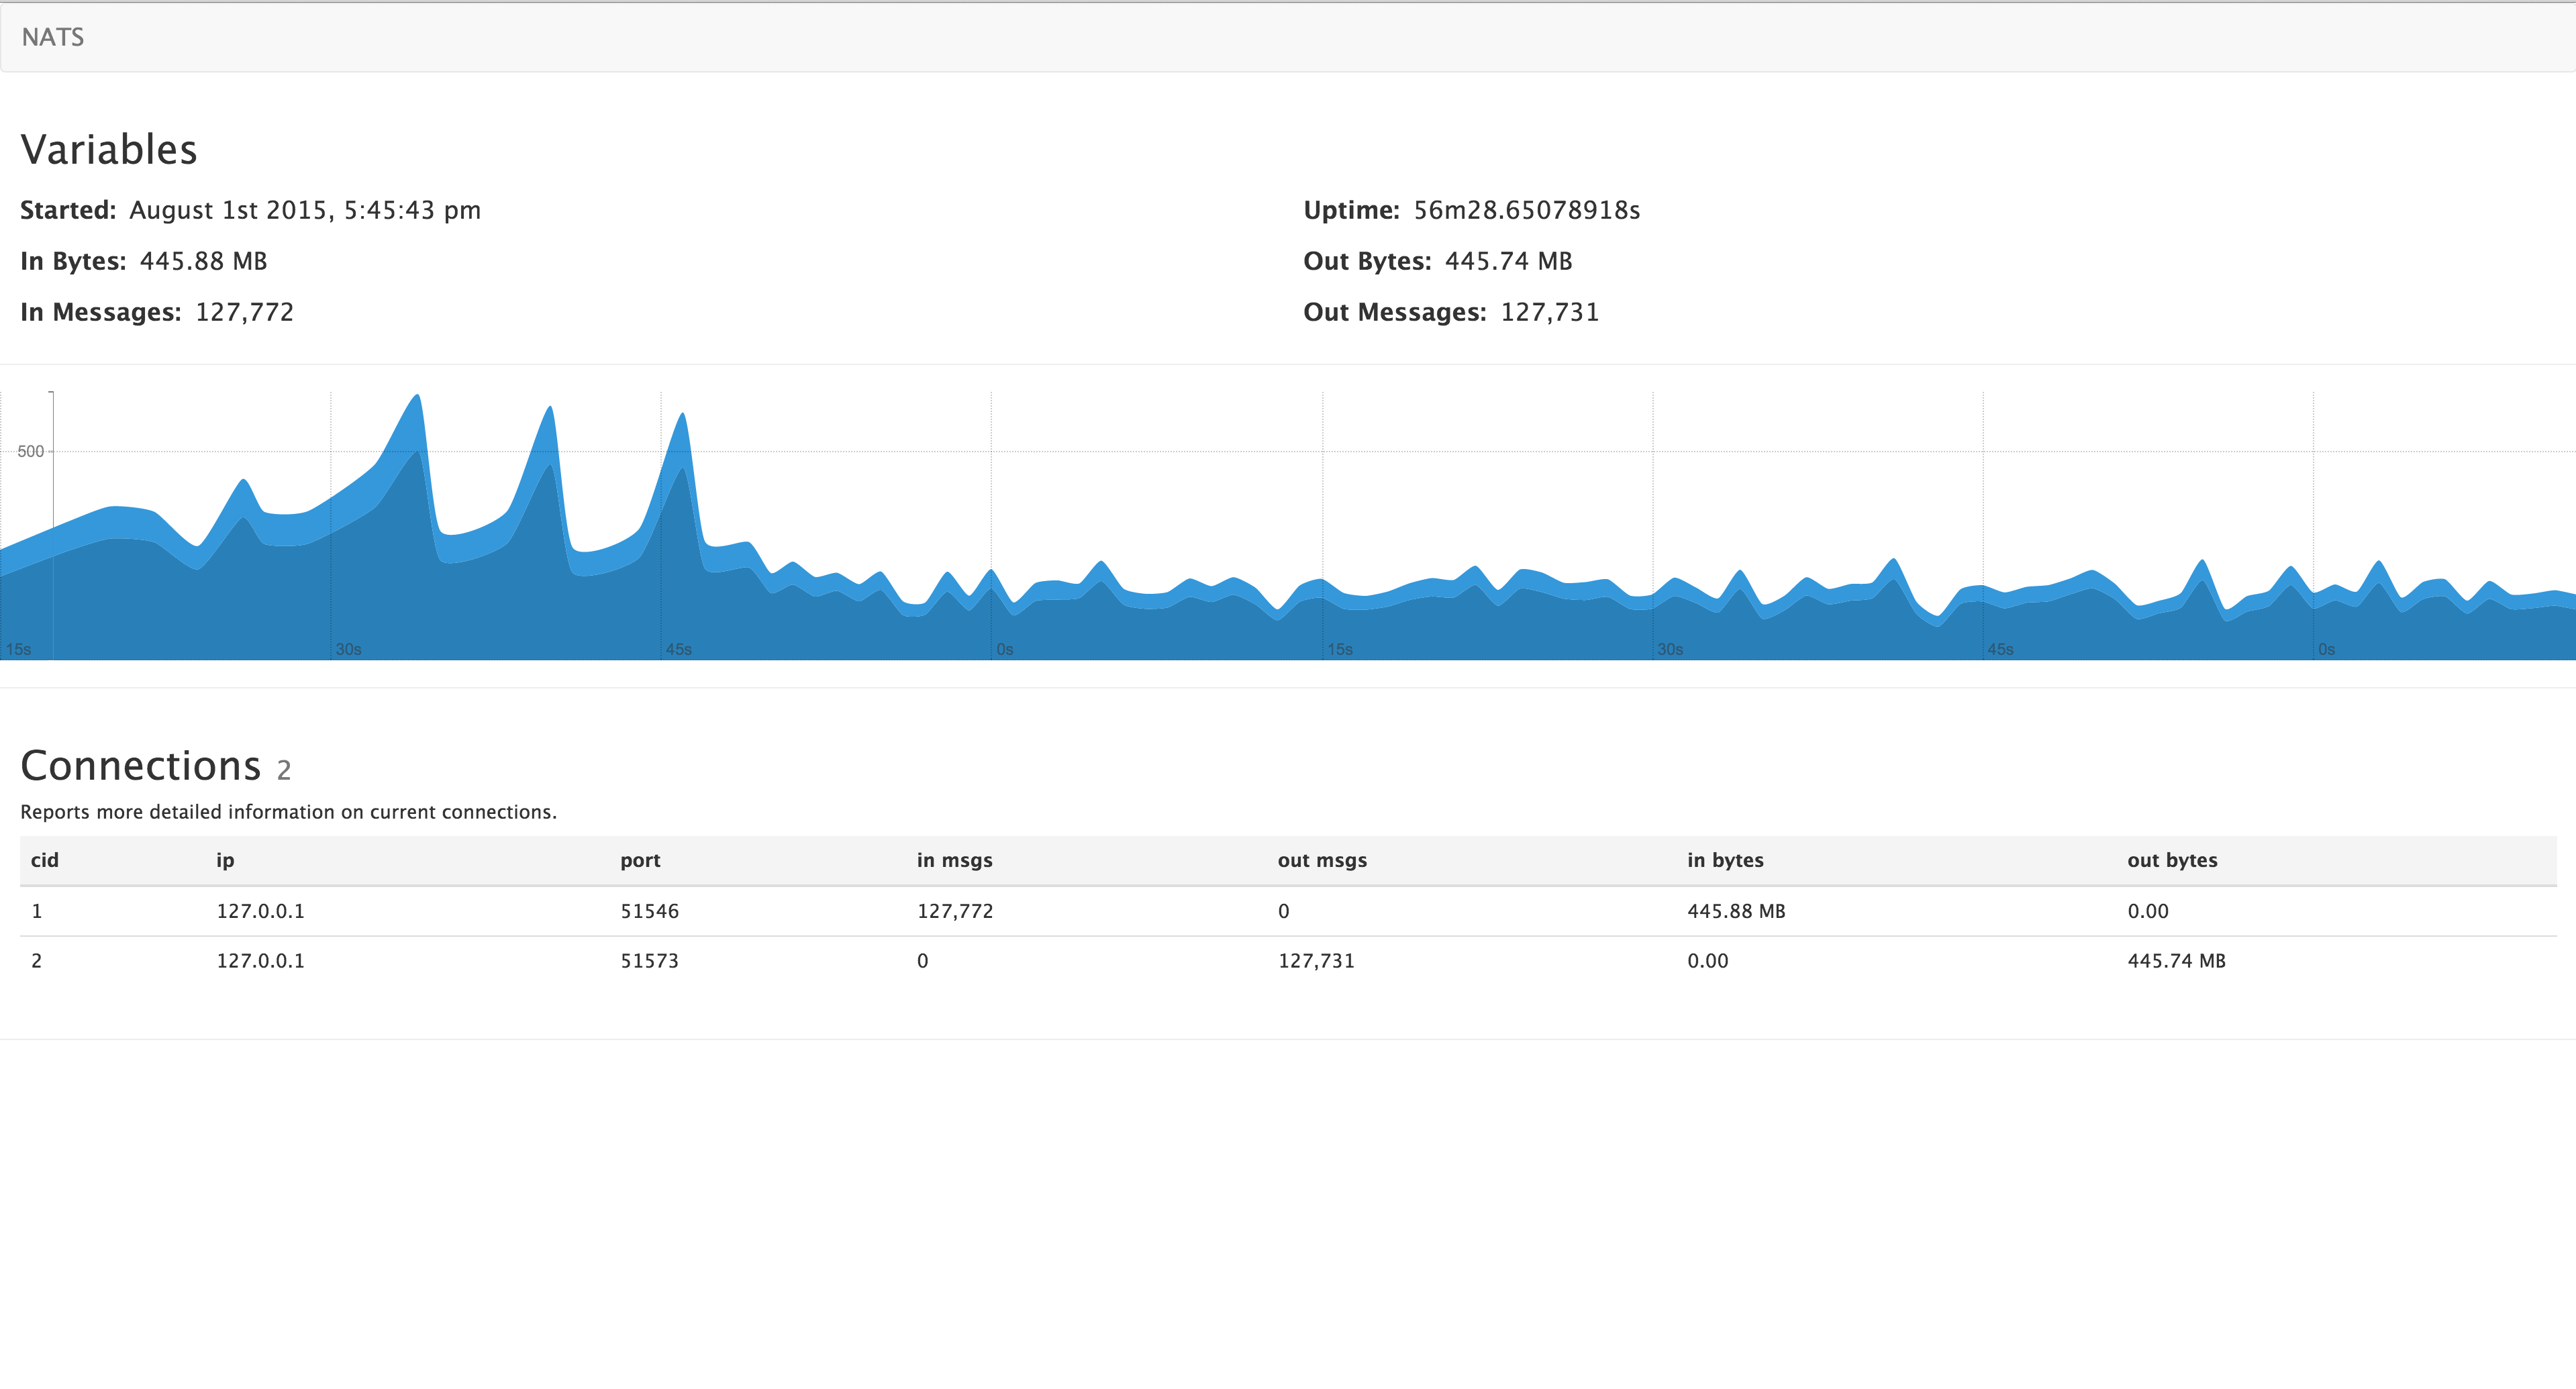 NATS
Variables
Started: August 1st 2015, 5:45:43 pm
Uptime: 56m28.65078918s
In Bytes: 445.88 MB
Out Bytes: 445.74 MB
In Messages: 127,772
Out Messages: 127,731
500
15s 30s 45s 0s 15s 30s 45s 0s
Connections 2
Reports more detailed information on current connections.
cid ip port in msgs out msgs in bytes out bytes
1 127.0.0.1 51546 127,772 0 445.88 MB 0.00
2 127.0.0.1 51573 0 127,731 0.00 445.74 MB